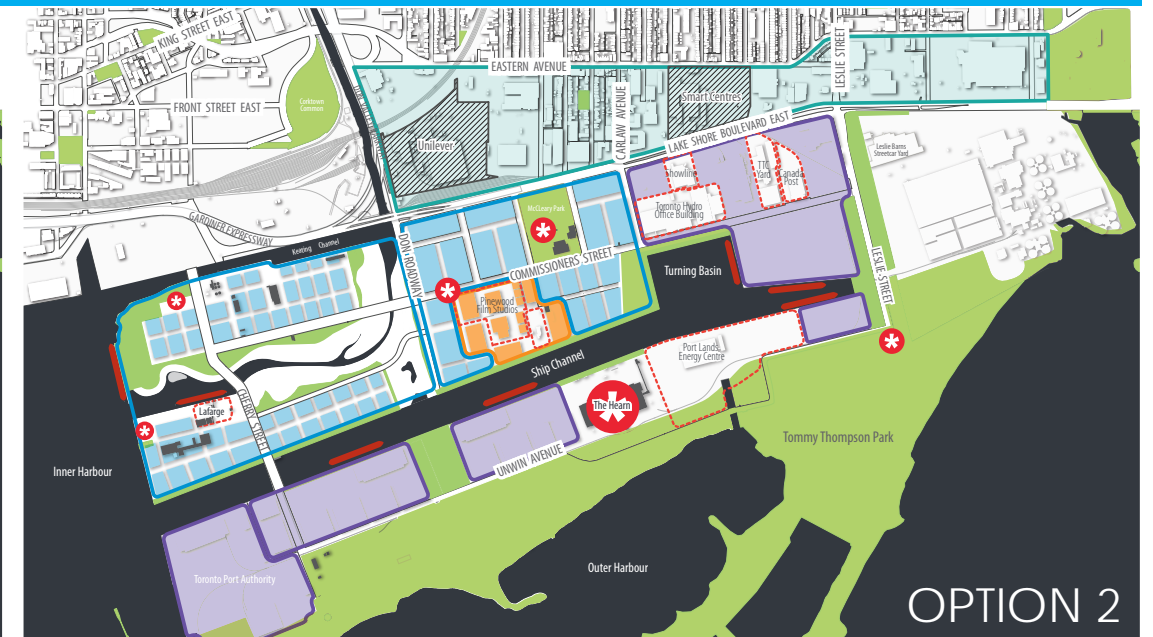 KING STREET EAST
EASTERN AVENUE
LESLIE STREET
FRONT STREET EAST
Corktown
Common
Smart Centres
CARLAW AVENUE
Unilever
LAKE SHORE BOULEVARD EAST
Leslie Barns
Streetcar Yard
Showline
TTC
Yard
Canada
Post
McCleary Park
Toronto Hydro
Office Building
GARDINER EXPRESSWAY
Keating Channel
DON ROADWAY
COMMISSIONERS STREET
Turning Basin
LESLIE STREET
Pinewood
Film Studios
Port Lands
Energy Centre
Ship Channel
The Hearn
Lafarge
CHERRY STREET
Tommy Thompson Park
Inner Harbour
UNWIN AVENUE
Toronto Port Authority
Outer Harbour
OPTION 2